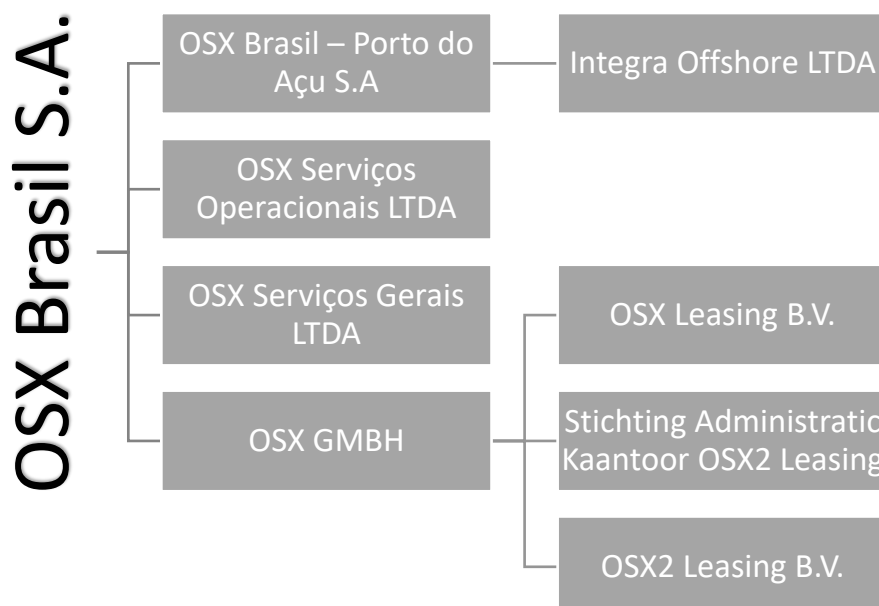 OSX Brasil S.A.
OSX Brasil – Porto do
Açu S.A
Integra Offshore LTDA
OSX Serviços
Operacionais LTDA
OSX Serviços Gerais
LTDA
OSX GMBH
OSX Leasing B.V.
Stichting Administratic
Kaantoor OSX2 Leasing
OSX2 Leasing B.V.